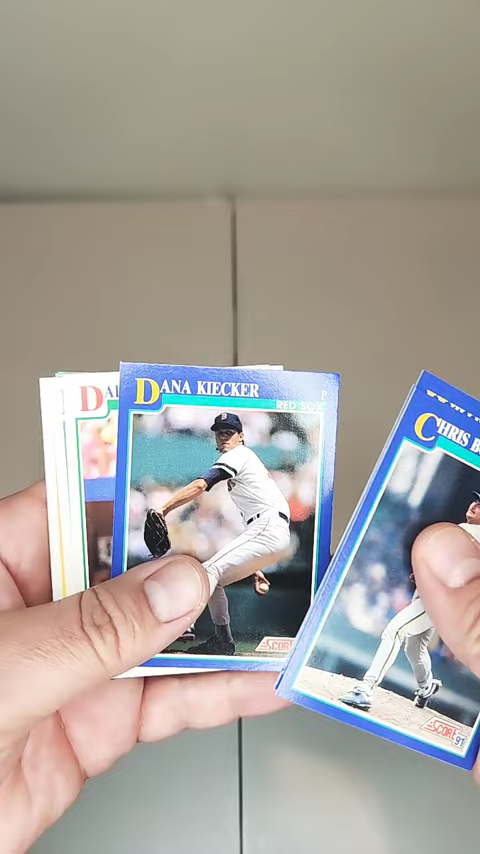 DANA KIECKER
P
RED SOX
SCORE
CHRIS B
SCORE
91